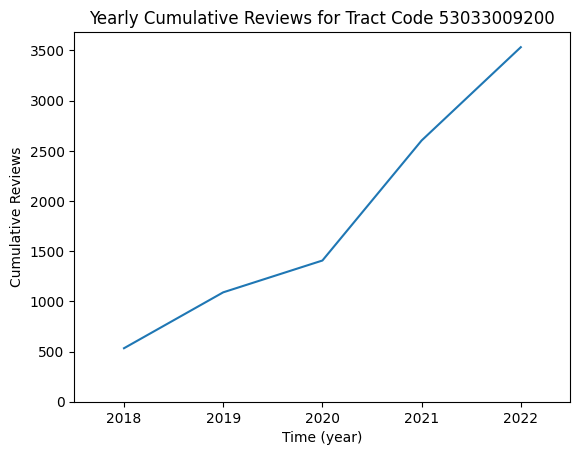 Yearly Cumulative Reviews for Tract Code 53033009200
3500
3000
2500
2000
1500
1000
500
0
Cumulative Reviews
2018 2019 2020 2021 2022
Time (year)